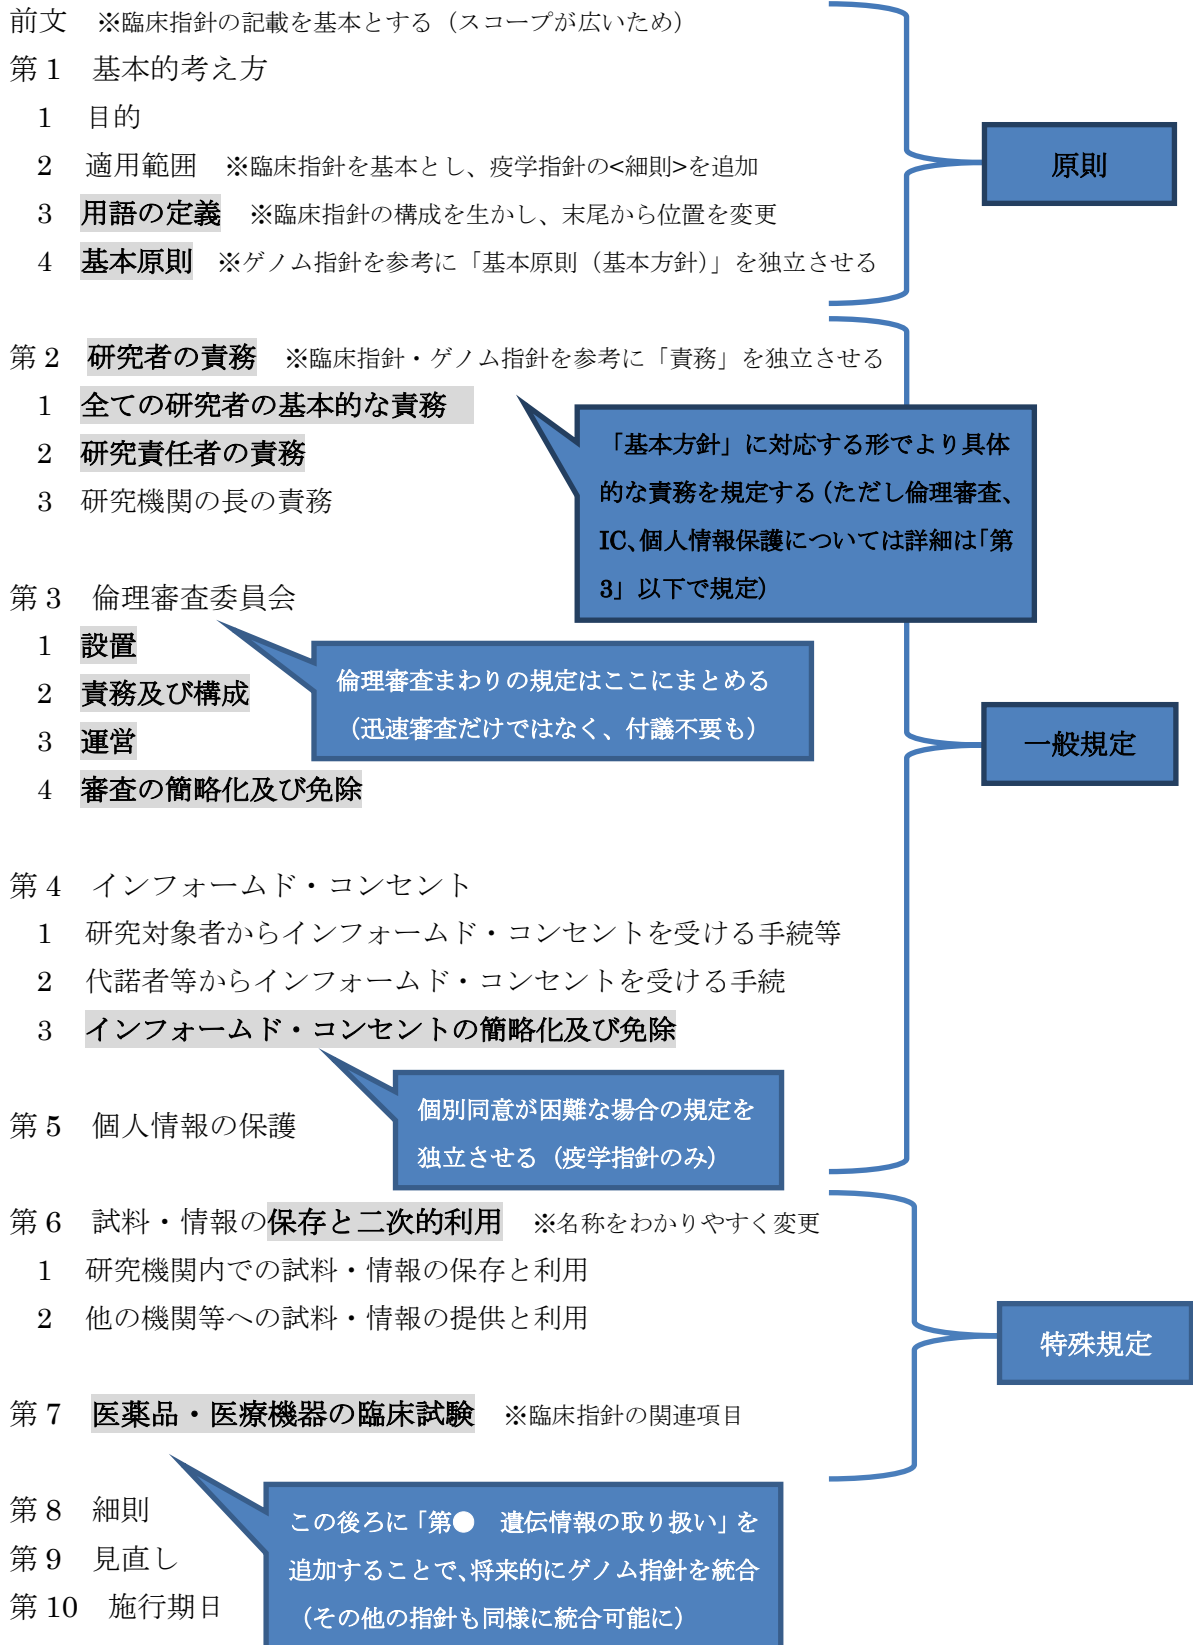 前文　※臨床指針の記載を基本とする（スコープが広いため）
第 1　基本的考え方
1　目的
2　適用範囲　※臨床指針を基本とし、疫学指針の<細則>を追加
3　用語の定義　※臨床指針の構成を生かし、末尾から位置を変更
4　基本原則　※ゲノム指針を参考に「基本原則（基本方針）」を独立させる
原則
第 2　研究者の責務　※臨床指針・ゲノム指針を参考に「責務」を独立させる
1　全ての研究者の基本的な責務
2　研究責任者の責務
3　研究機関の長の責務
「基本方針」に対応する形でより具体
的な責務を規定する（ただし倫理審査、
IC、個人情報保護については詳細は「第
3」以下で規定）
第 3　倫理審査委員会
1　設置
2　責務及び構成
3　運営
4　審査の簡略化及び免除
倫理審査まわりの規定はここにまとめる
（迅速審査だけではなく、付議不要も）
一般規定
第 4　インフォームド・コンセント
1　研究対象者からインフォームド・コンセントを受ける手続等
2　代諾者等からインフォームド・コンセントを受ける手続
3　インフォームド・コンセントの簡略化及び免除
個別同意が困難な場合の規定を
独立させる（疫学指針のみ）
第 5　個人情報の保護
第 6　試料・情報の保存と二次的利用　※名称をわかりやすく変更
1　研究機関内での試料・情報の保存と利用
2　他の機関等への試料・情報の提供と利用
特殊規定
第 7　医薬品・医療機器の臨床試験　※臨床指針の関連項目
この後ろに「第●　遺伝情報の取り扱い」を
追加することで、将来的にゲノム指針を統合
（その他の指針も同様に統合可能に）
第 8　細則
第 9　見直し
第 10　施行期日